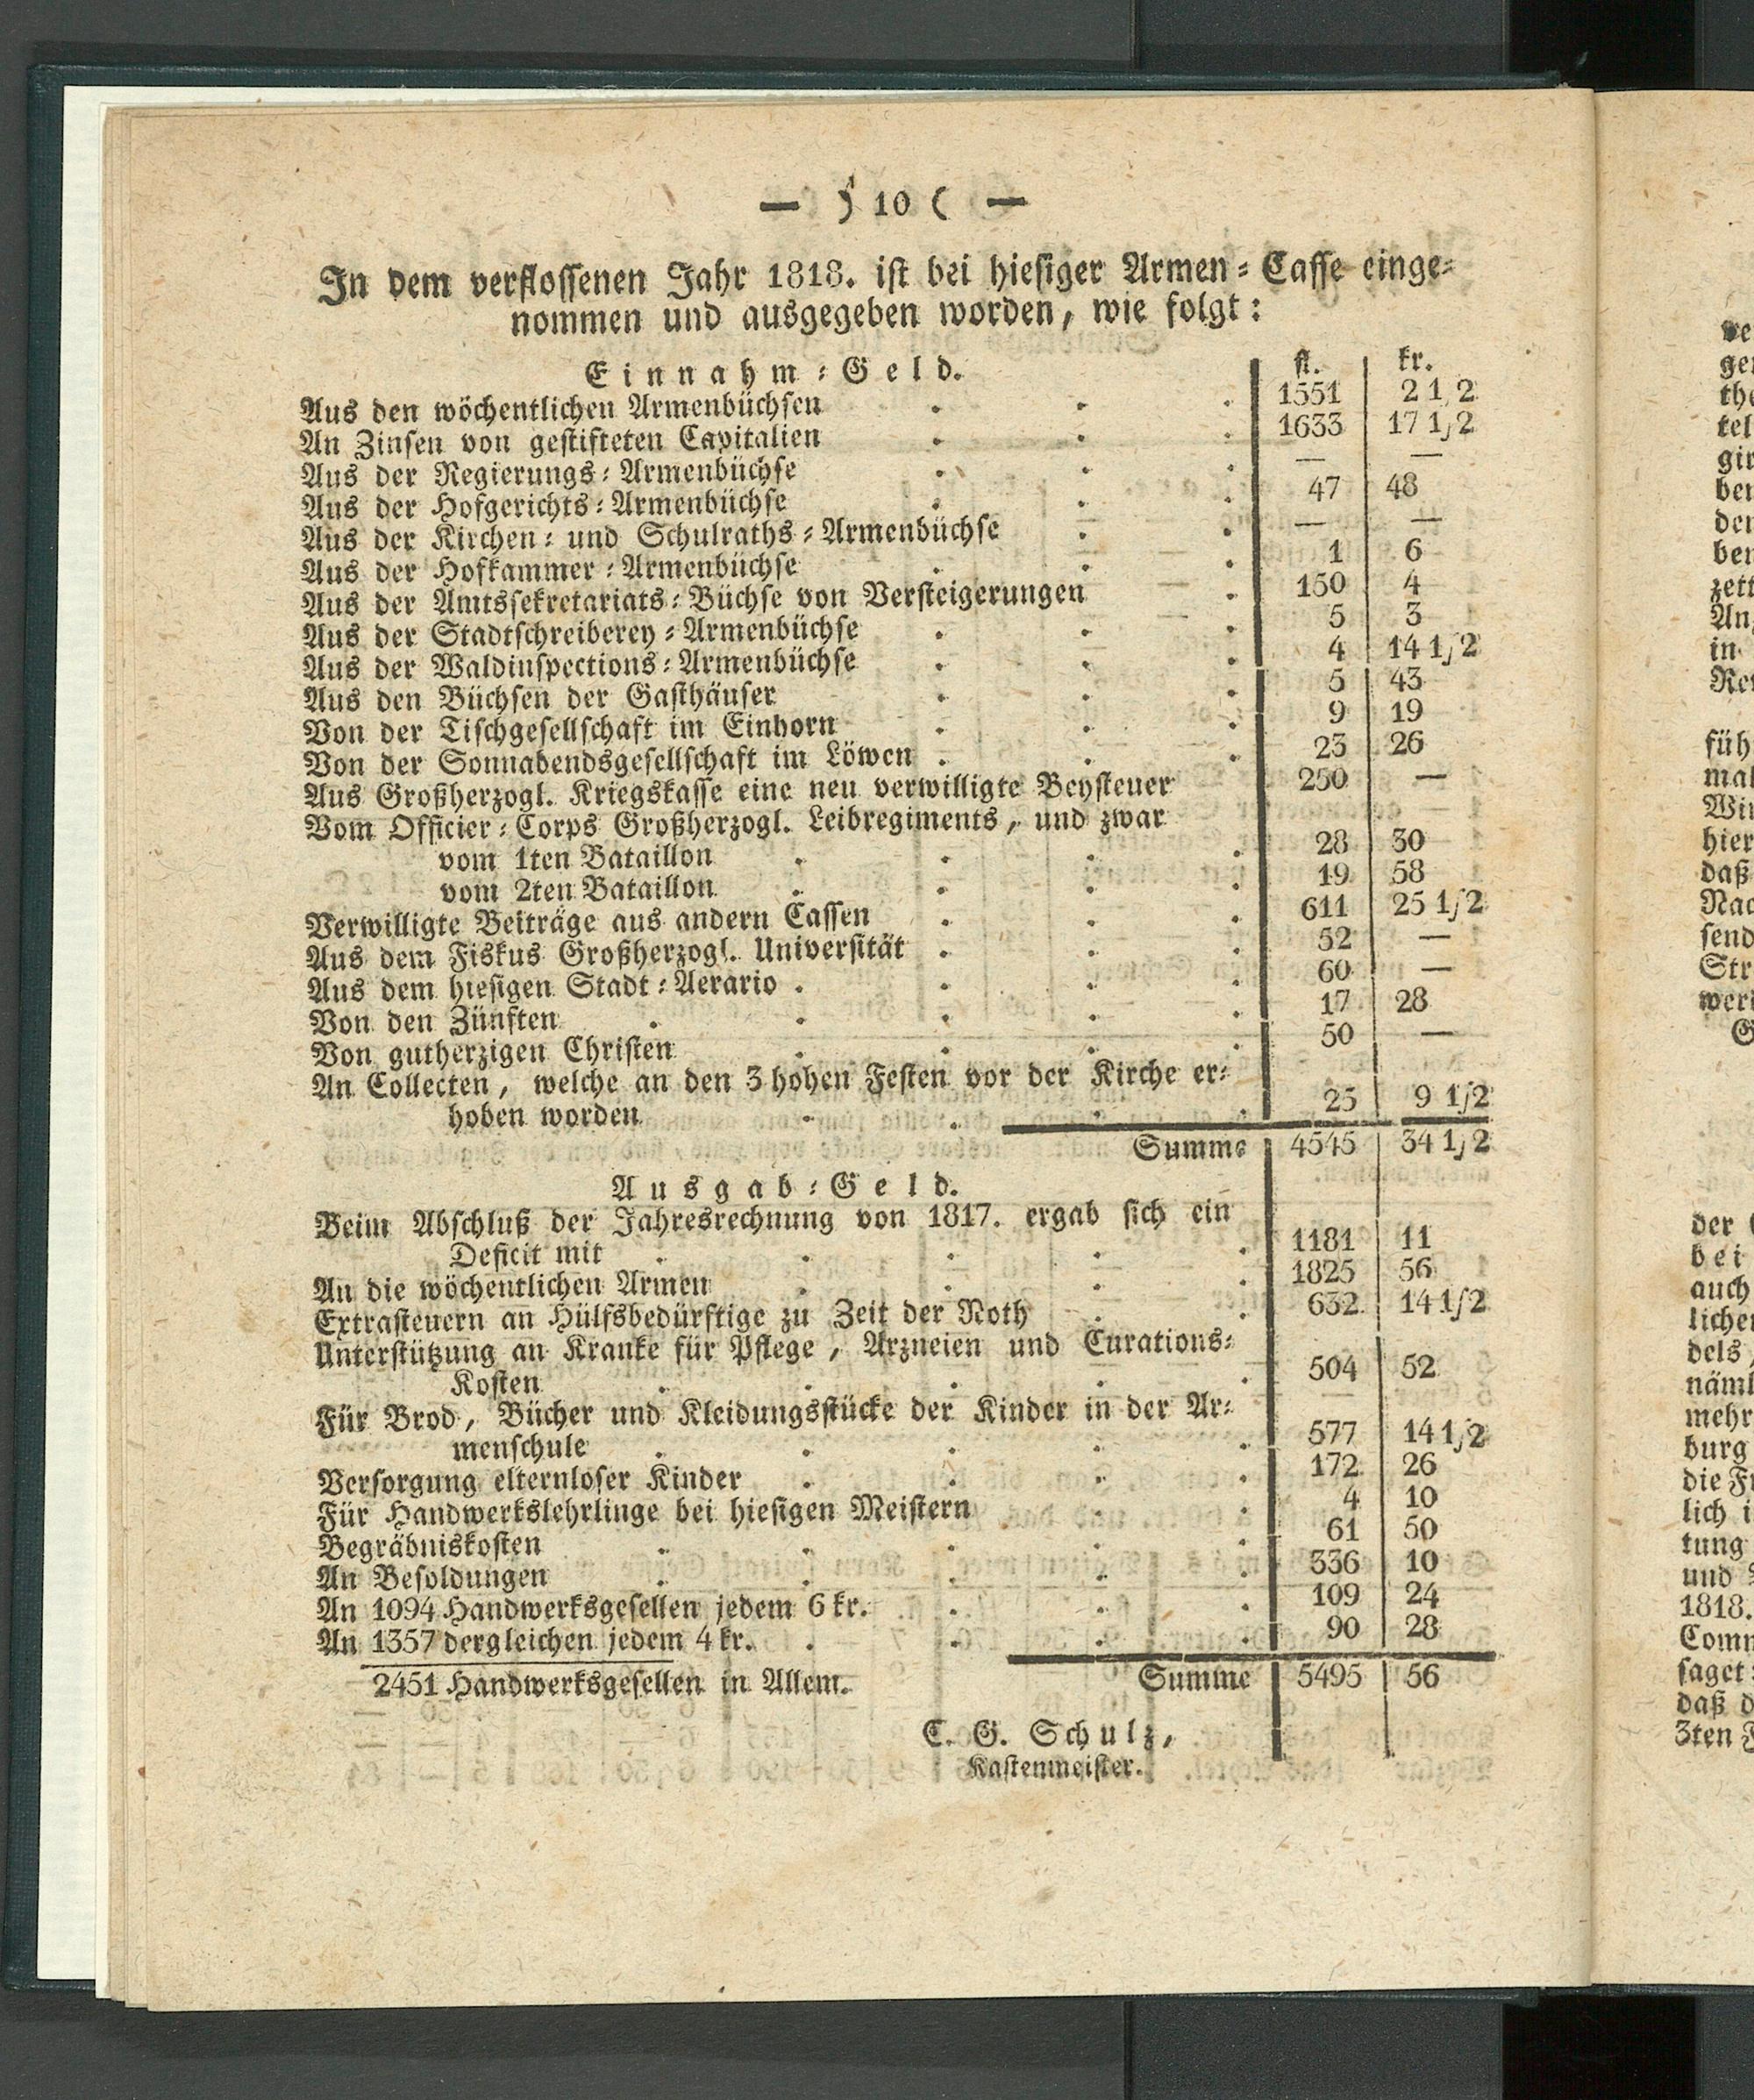 — ) 10 ( —
In dem verflossenen Jahr 1818. ist bei hiesiger Armen-Casse einge-
nommen und ausgegeben worden, wie folgt:
Einnahm-Geld. fl. kr.
Aus den wöchentlichen Armenbüchsen . . . 1551 2 1/2
An Zinsen von gestifteten Capitalien . . . 1633 17 1/2
Aus der Regierungs-Armenbüchse . . . — —
Aus der Hofgerichts-Armenbüchse . . . 47 48
Aus der Kirchen- und Schulraths-Armenbüchse . . — —
Aus der Hofkammer-Armenbüchse . . . 1 6
Aus der Amtssekretariats-Büchse von Versteigerungen . 150 4
Aus der Stadtschreiberey-Armenbüchse . . . 5 3
Aus der Waldinspections-Armenbüchse . . . 4 14 1/2
Aus den Büchsen der Gasthäuser . . . 5 43
Von der Tischgesellschaft im Einhorn . . . 9 19
Von der Sonnabendsgesellschaft im Löwen . . . 23 26
Aus Großherzogl. Kriegskasse eine neu verwilligte Beysteuer 250 —
Vom Officier-Corps Großherzogl. Leibregiments, und zwar
vom 1ten Bataillon . . . . 28 30
vom 2ten Bataillon . . . . 19 58
Verwilligte Beiträge aus andern Cassen . . . 611 25 1/2
Aus dem Fiskus Großherzogl. Universität . . . 52 —
Aus dem hiesigen Stadt-Aerario . . . . 60 —
Von den Zünften . . . . . 17 28
Von gutherzigen Christen . . . . 50 —
An Collecten, welche an den 3 hohen Festen vor der Kirche er-
hoben worden . . . . 25 9 1/2
Summe 4545 34 1/2
Ausgab-Geld.
Beim Abschluß der Jahresrechnung von 1817. ergab sich ein
Deficit mit . . . . . 1181 11
An die wöchentlichen Armen . . . . 1825 56
Extrasteuern an Hülfsbedürftige zu Zeit der Noth . . 632 14 1/2
Unterstützung an Kranke für Pflege, Arzneien und Curations-
Kosten . . . . . 504 52
Für Brod, Bücher und Kleidungsstücke der Kinder in der Ar-
menschule . . . . . 577 14 1/2
Versorgung elternloser Kinder . . . . 172 26
Für Handwerkslehrlinge bei hiesigen Meistern . . 4 10
Begräbniskosten . . . . . 61 50
An Besoldungen . . . . . 336 10
An 1094 Handwerksgesellen jedem 6 kr. . . . 109 24
An 1357 dergleichen jedem 4 kr. . . . . 90 28
2451 Handwerksgesellen in Allem. Summe 5495 56
C. G. Schulz,
Kastenmeister.